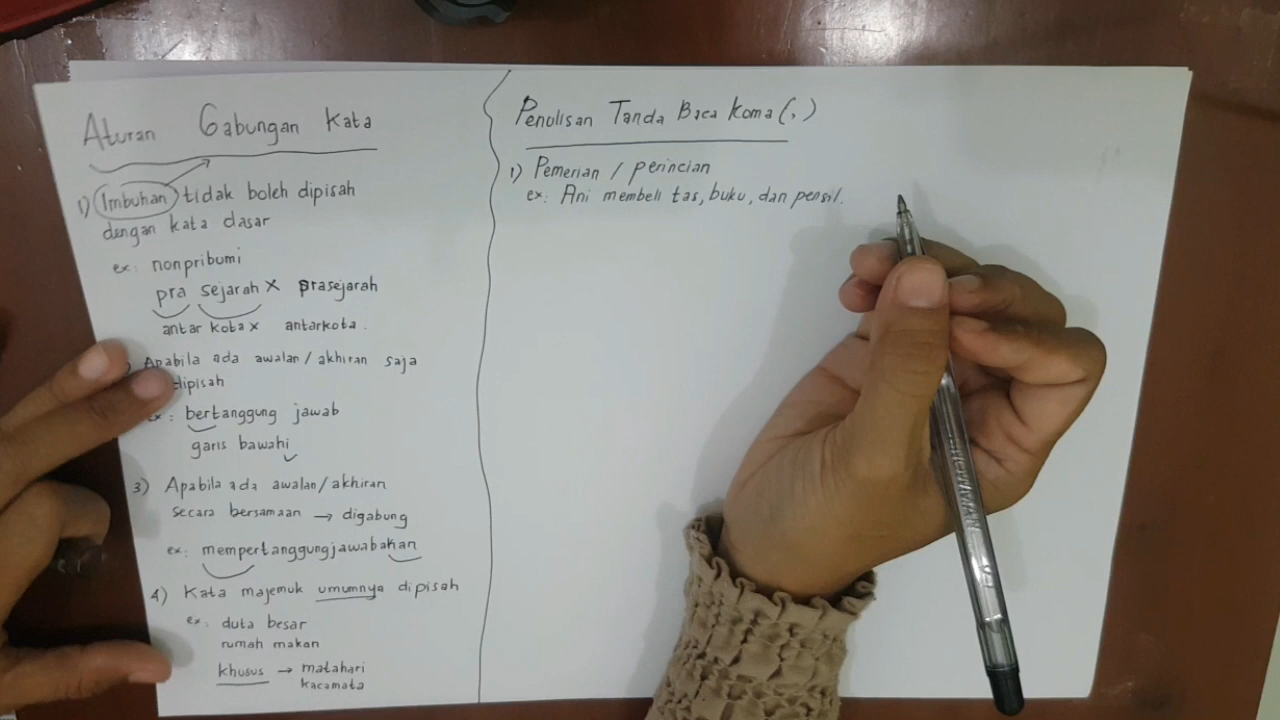 Aturan Gabungan Kata
1) Imbuhan tidak boleh dipisah
dengan kata dasar
ex: nonpribumi
pra sejarah X prasejarah
antar kota X antarkota.
Apabila ada awalan / akhiran saja
dipisah
ex: bertanggung jawab
garis bawahi
3) Apabila ada awalan/akhiran
secara bersamaan → digabung
ex: mempertanggungjawabakan
4) Kata majemuk umumnya dipisah
ex: duta besar
rumah makan
khusus → matahari
kacamata
Penulisan Tanda Baca Koma (,)
1) Pemerian / perincian
ex: Ani membeli tas, buku, dan pensil.